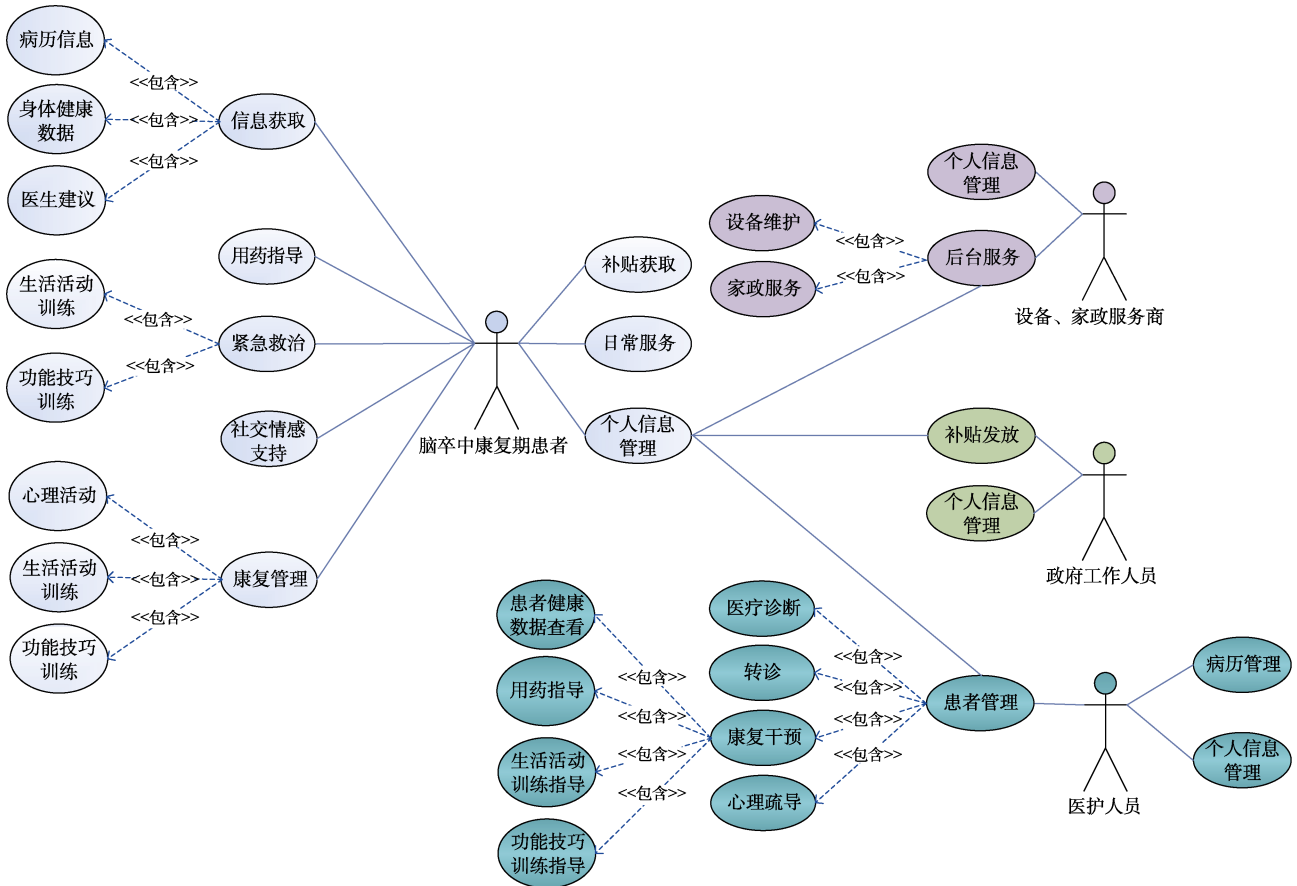 病历信息
<<包含>>
身体健康
数据
<<包含>>
信息获取
<<包含>>
医生建议
用药指导
生活活动
训练
<<包含>>
紧急救治
<<包含>>
功能技巧
训练
社交情感
支持
心理活动
<<包含>>
生活活动
训练
<<包含>>
康复管理
<<包含>>
功能技巧
训练
脑卒中康复期患者
补贴获取
日常服务
个人信息
管理
个人信息
管理
设备维护
<<包含>>
后台服务
<<包含>>
家政服务
设备、家政服务商
补贴发放
个人信息
管理
政府工作人员
患者健康
数据查看
<<包含>>
用药指导
<<包含>>
生活活动
训练指导
<<包含>>
<<包含>>
功能技巧
训练指导
医疗诊断
<<包含>>
转诊
<<包含>>
康复干预
<<包含>>
<<包含>>
心理疏导
患者管理
医护人员
病历管理
个人信息
管理